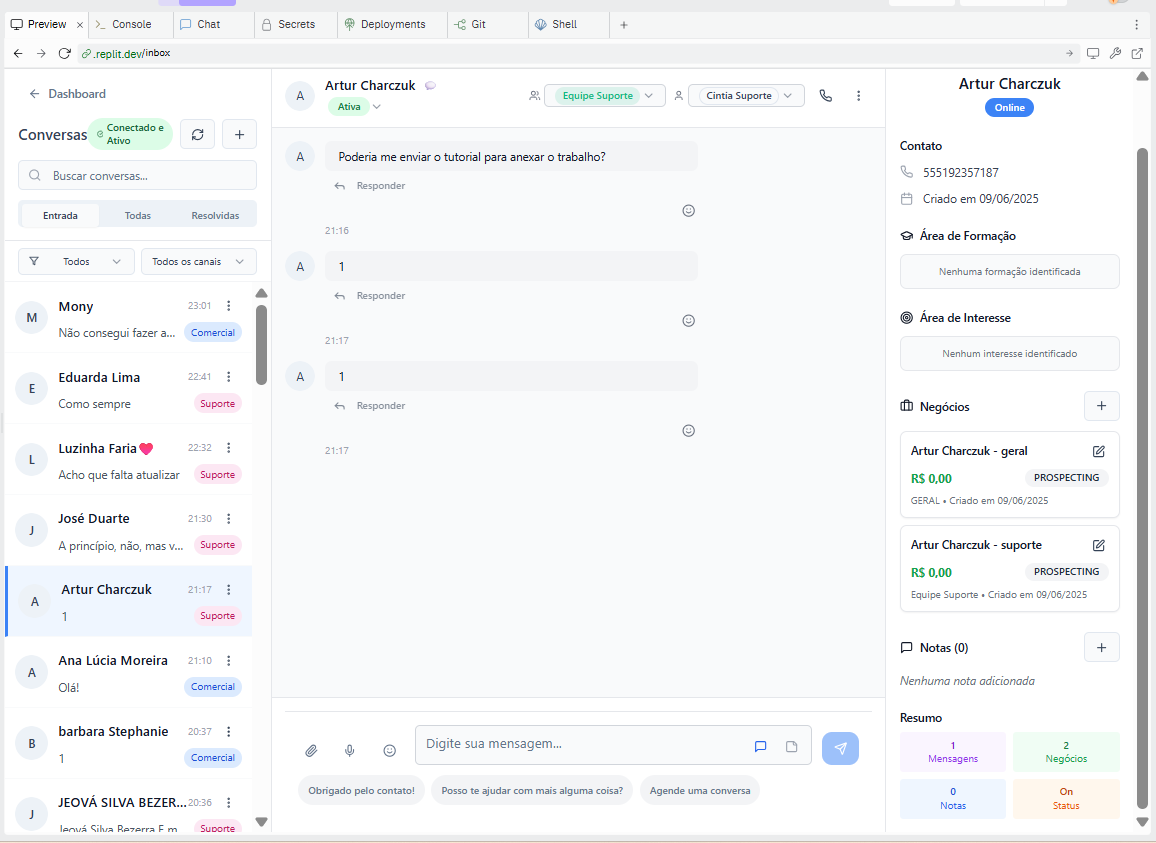 Preview
Console
Chat
Secrets
Deployments
Git
Shell
.replit.dev/inbox
Dashboard
Conversas
Conectado e
Ativo
Buscar conversas...
Entrada Todas Resolvidas
Todos Todos os canais
M
Mony 23:01
Não consegui fazer a... Comercial
E
Eduarda Lima 22:41
Como sempre Suporte
L
Luzinha Faria 22:32
Acho que falta atualizar Suporte
J
José Duarte 21:30
A princípio, não, mas v... Suporte
A
Artur Charczuk 21:17
1 Suporte
A
Ana Lúcia Moreira 21:10
Olá! Comercial
B
barbara Stephanie 20:37
1 Comercial
J
JEOVÁ SILVA BEZER... 20:36
Jeová Silva Bezerra E m Suporte
A
Artur Charczuk
Ativa
Equipe Suporte
Cintia Suporte
A
Poderia me enviar o tutorial para anexar o trabalho?
Responder
21:16
A
1
Responder
21:17
A
1
Responder
21:17
Digite sua mensagem...
Obrigado pelo contato! Posso te ajudar com mais alguma coisa? Agende uma conversa
Artur Charczuk
Online
Contato
555192357187
Criado em 09/06/2025
Área de Formação
Nenhuma formação identificada
Área de Interesse
Nenhum interesse identificado
Negócios
Artur Charczuk - geral
R$ 0,00 PROSPECTING
GERAL • Criado em 09/06/2025
Artur Charczuk - suporte
R$ 0,00 PROSPECTING
Equipe Suporte • Criado em 09/06/2025
Notas (0)
Nenhuma nota adicionada
Resumo
1
Mensagens
2
Negócios
0
Notas
On
Status